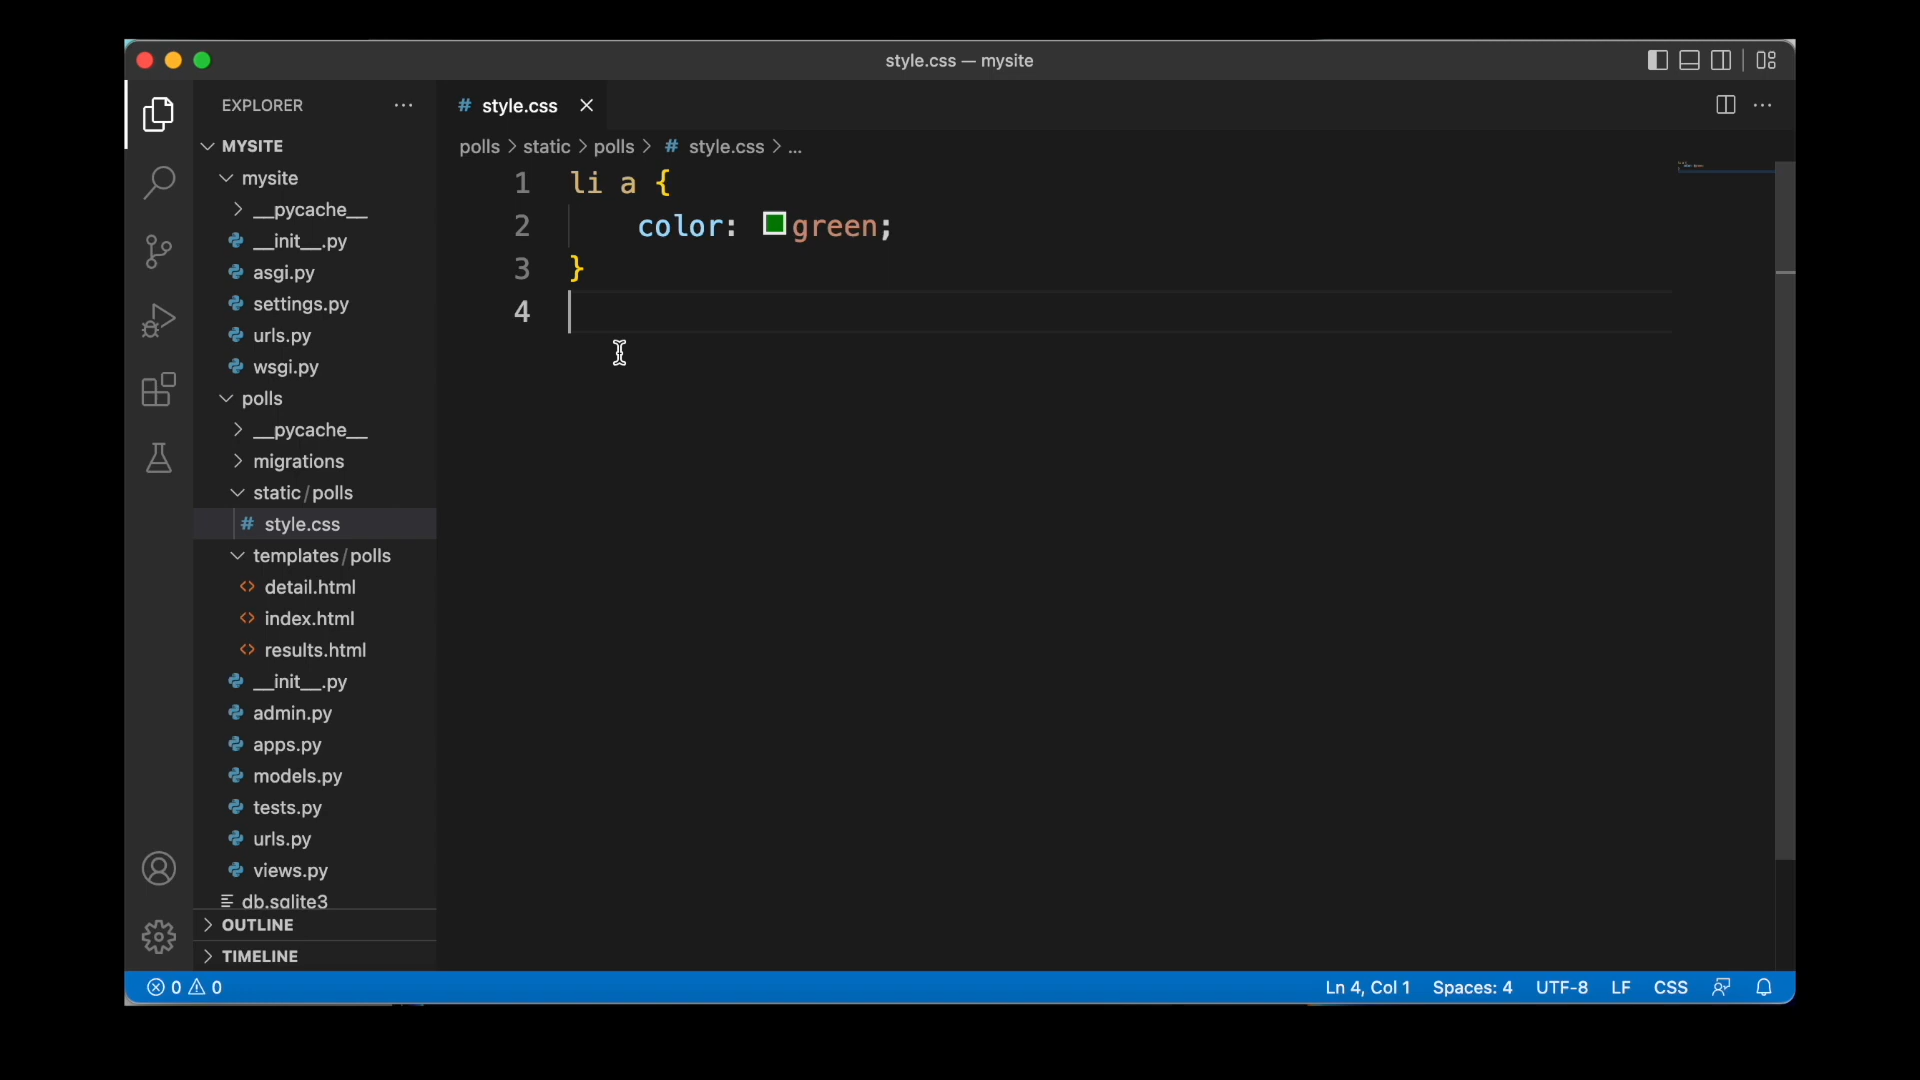 style.css — mysite
EXPLORER
MYSITE
mysite
__pycache__
__init__.py
asgi.py
settings.py
urls.py
wsgi.py
polls
__pycache__
migrations
static/polls
# style.css
templates/polls
<> detail.html
<> index.html
<> results.html
__init__.py
admin.py
apps.py
models.py
tests.py
urls.py
views.py
db.sqlite3
OUTLINE
TIMELINE
# style.css
polls > static > polls > # style.css > ...
1 li a {
2 color: green;
3 }
4
0 0
Ln 4, Col 1 Spaces: 4 UTF-8 LF CSS